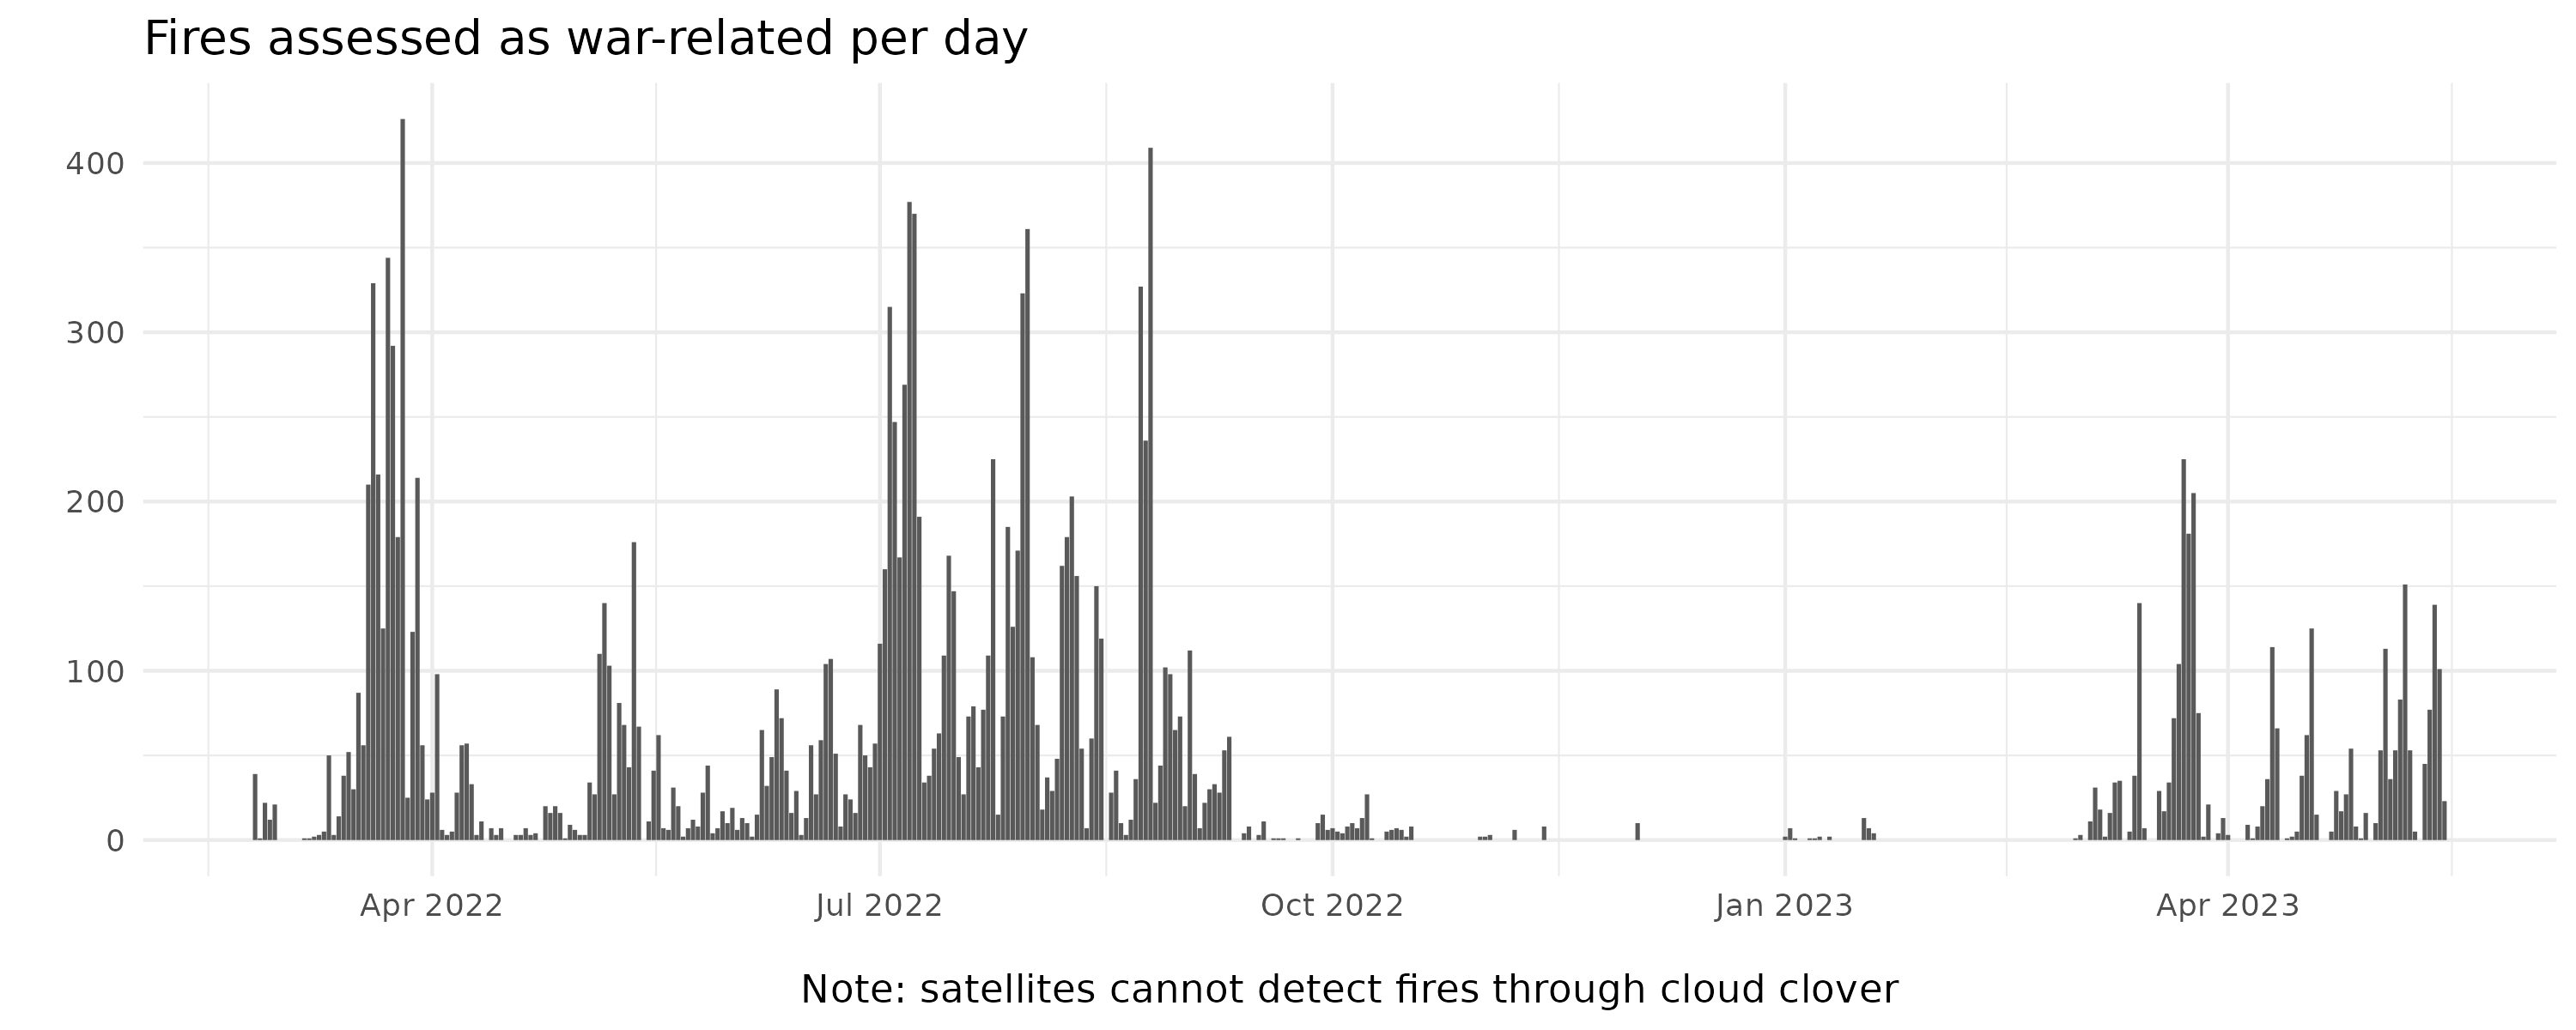 Fires assessed as war-related per day
400
300
200
100
0
Apr 2022
Jul 2022
Oct 2022
Jan 2023
Apr 2023
Note: satellites cannot detect fires through cloud clover